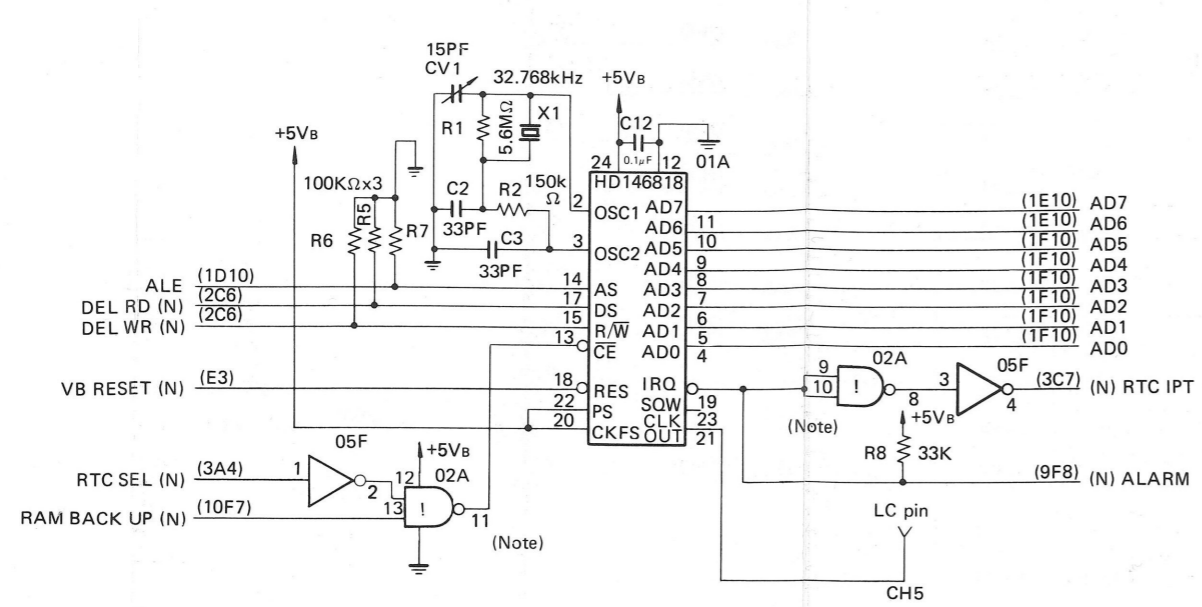 15PF
CV1
32.768kHz
+5VB
+5VB
R1
5.6MΩ
X1
C12
0.1μF
24
12
01A
100KΩx3
R5
R6
R7
C2
33PF
R2
150k
Ω
C3
33PF
HD146818
2
OSC1
3
OSC2
AD7
11
AD6
10
AD5
9
AD4
8
AD3
7
AD2
6
AD1
5
AD0
4
(1E10) AD7
(1E10) AD6
(1F10) AD5
(1F10) AD4
(1F10) AD3
(1F10) AD2
(1F10) AD1
(1F10) AD0
ALE (1D10)
14
AS
DEL RD (N) (2C6)
17
DS
DEL WR (N) (2C6)
15
R/W
13
CE
VB RESET (N) (E3)
18
RES
22
PS
20
CKFS
IRQ
SQW
19
CLK
23
OUT
21
9
10
!
02A
8
3
05F
4
(3C7) (N) RTC IPT
(Note)
+5VB
R8
33K
(9F8) (N) ALARM
LC pin
CH5
05F
+5VB
RTC SEL (N) (3A4)
1
2
12
02A
13
!
11
RAM BACK UP (N) (10F7)
(Note)